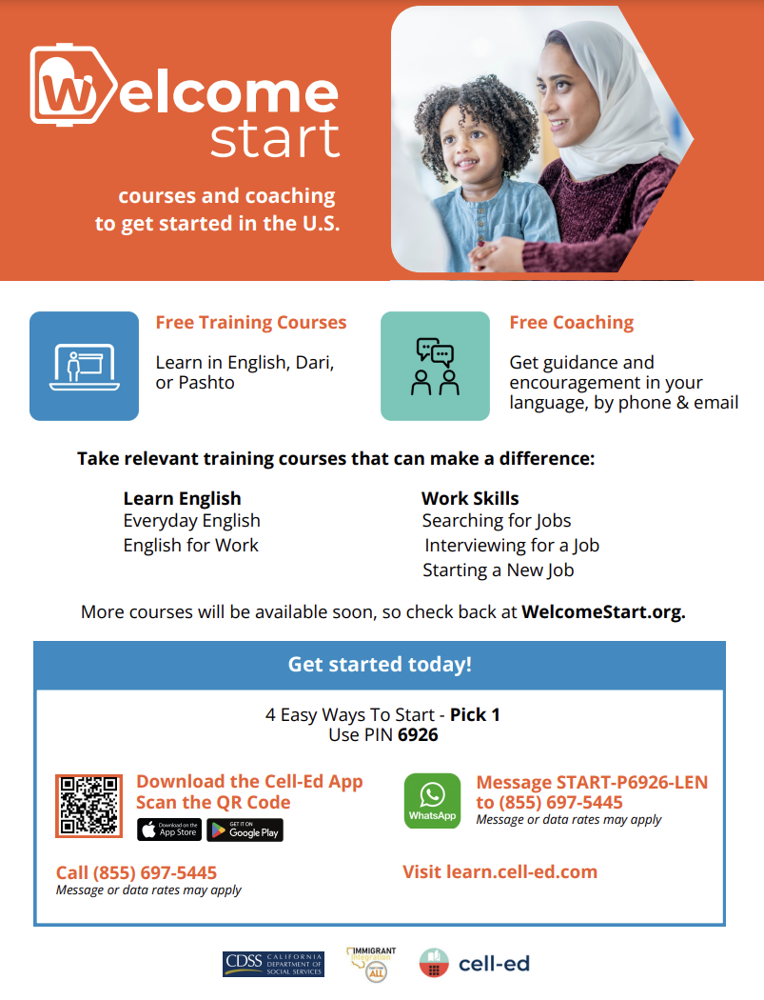 Welcome
start
courses and coaching
to get started in the U.S.
Free Training Courses
Learn in English, Dari,
or Pashto
Free Coaching
Get guidance and
encouragement in your
language, by phone & email
Take relevant training courses that can make a difference:
Learn English
Everyday English
English for Work
Work Skills
Searching for Jobs
Interviewing for a Job
Starting a New Job
More courses will be available soon, so check back at WelcomeStart.org.
Get started today!
4 Easy Ways To Start - Pick 1
Use PIN 6926
Download the Cell-Ed App
Scan the QR Code
Download on the
App Store
GET IT ON
Google Play
WhatsApp
Message START-P6926-LEN
to (855) 697-5445
Message or data rates may apply
Call (855) 697-5445
Message or data rates may apply
Visit learn.cell-ed.com
CDSS
CALIFORNIA
DEPARTMENT OF
SOCIAL SERVICES
IMMIGRANT
Integration
ALL
cell-ed